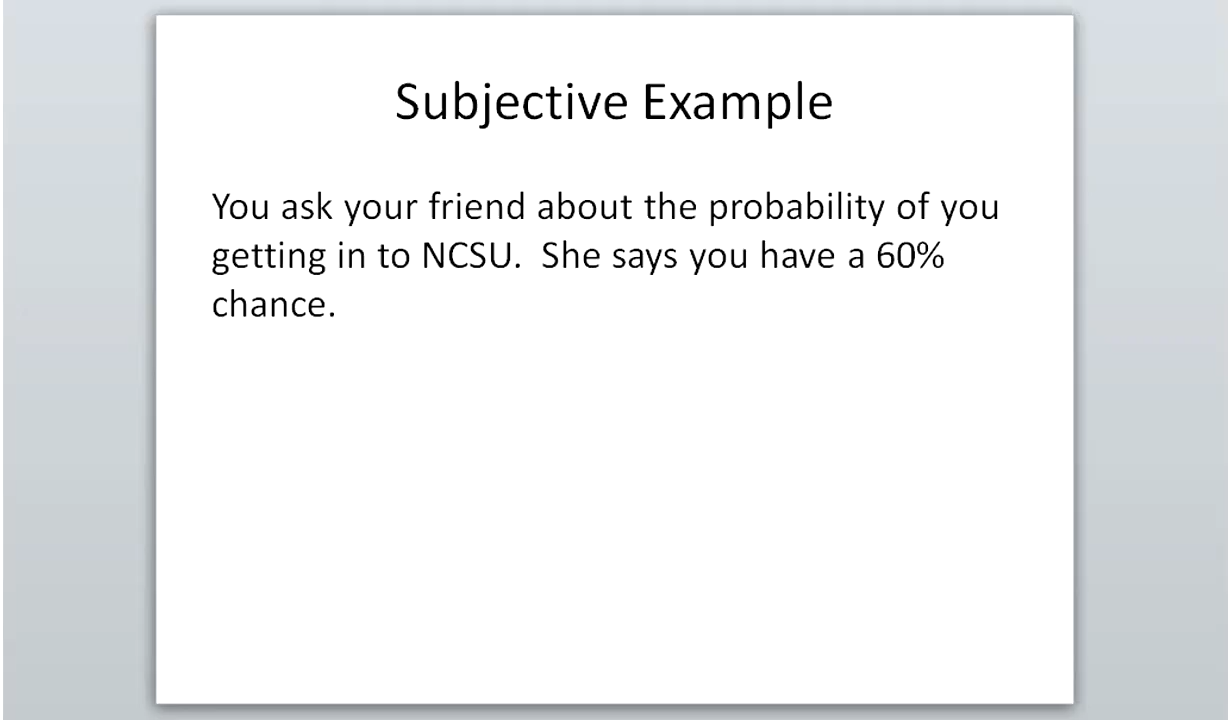 Subjective Example
You ask your friend about the probability of you
getting in to NCSU.  She says you have a 60%
chance.